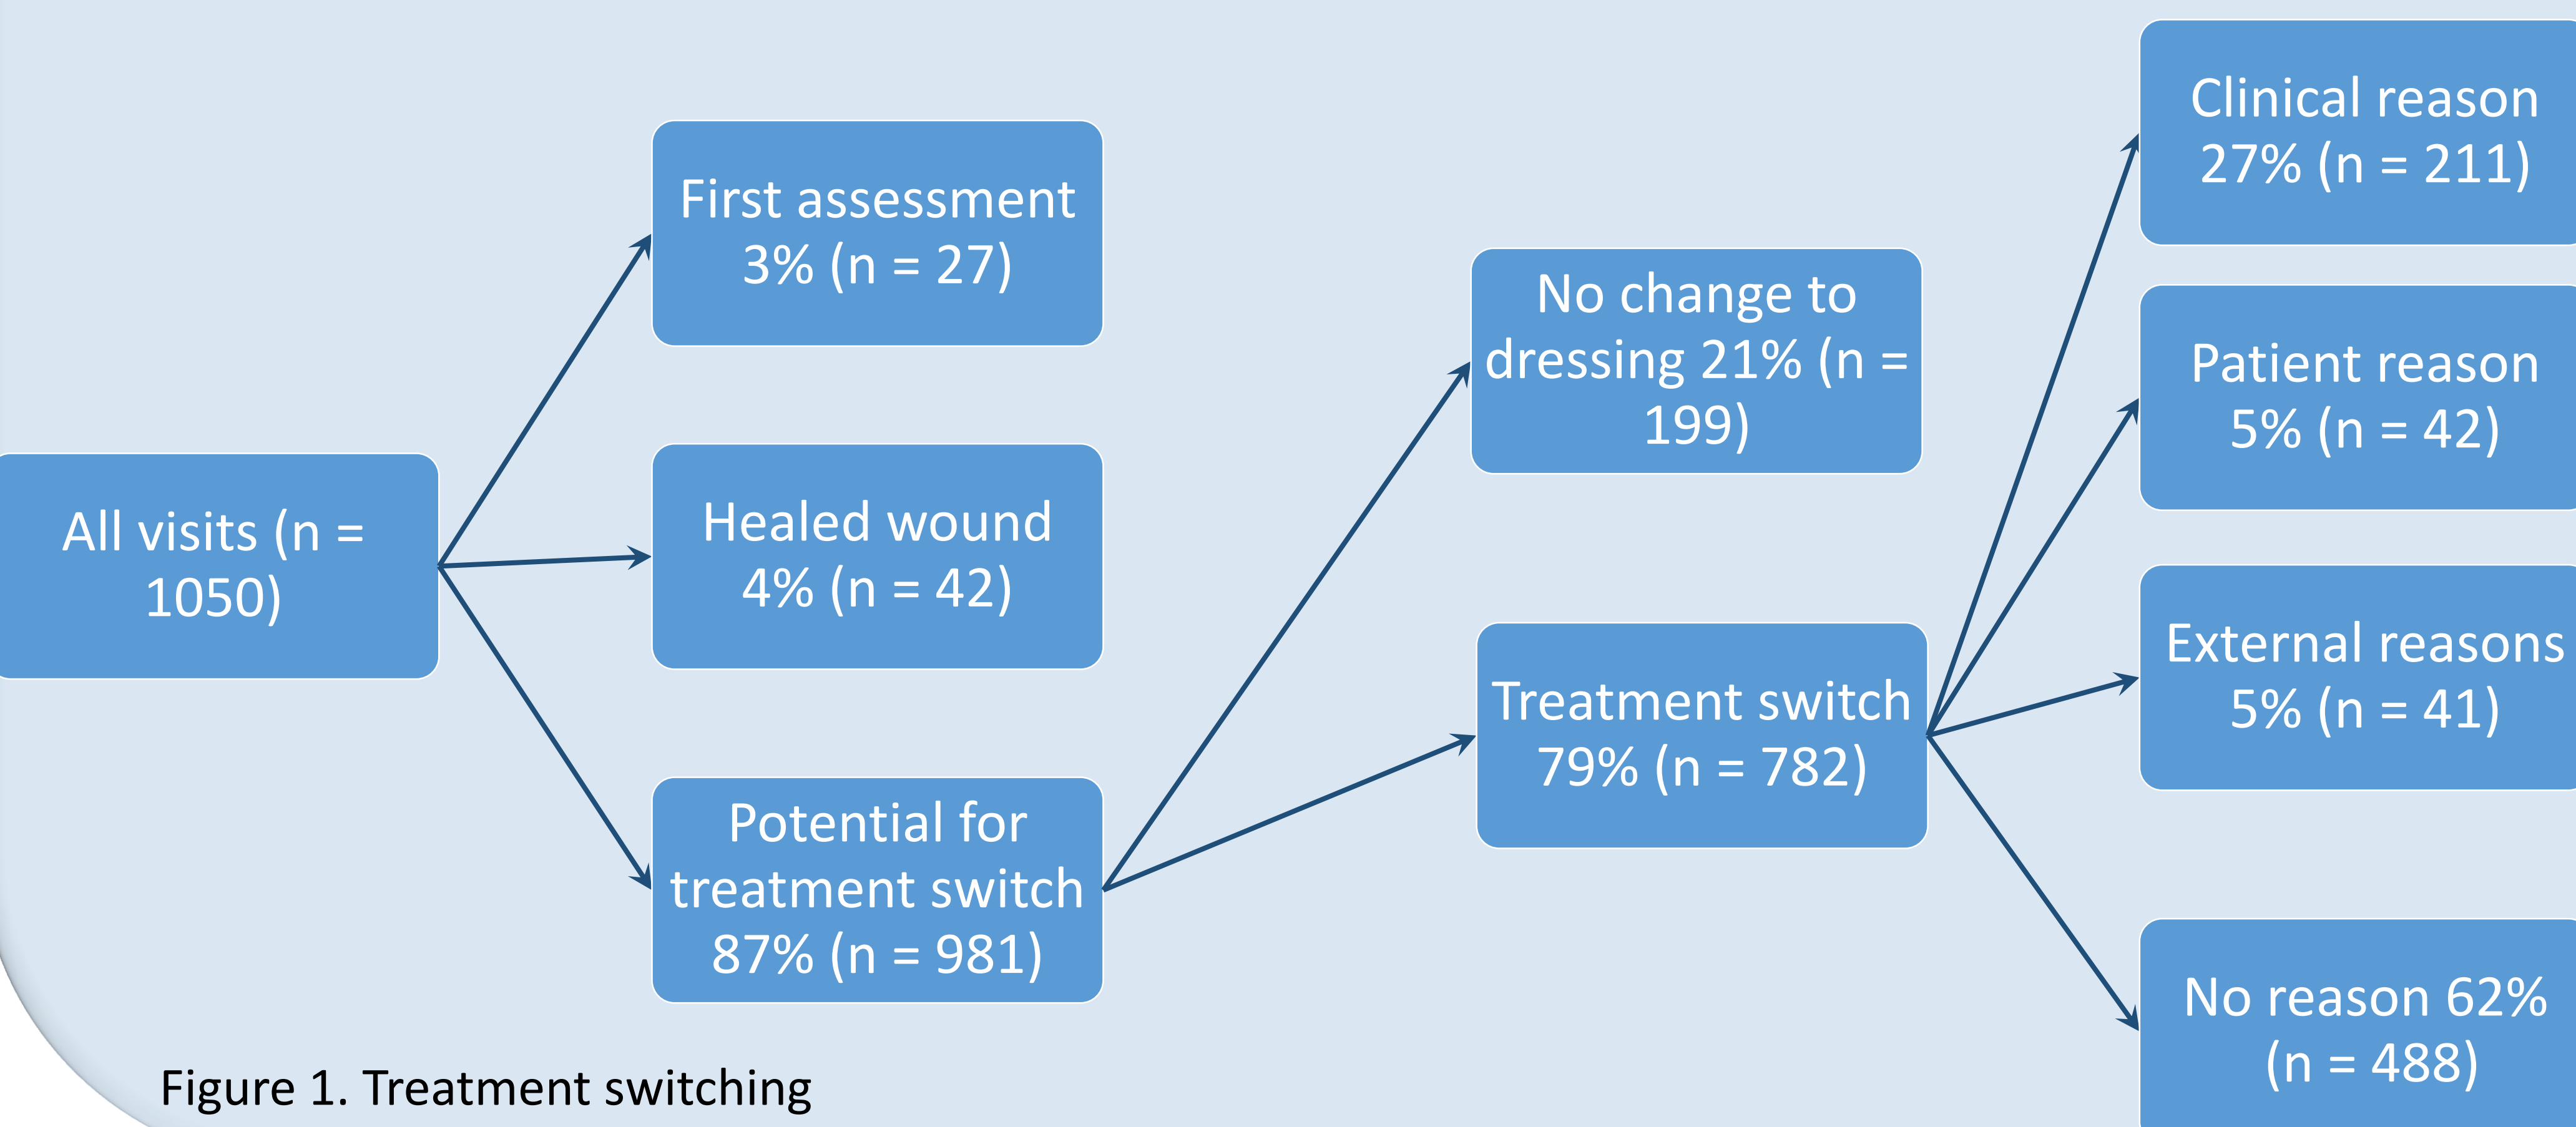 All visits (n =
1050)
First assessment
3% (n = 27)
Healed wound
4% (n = 42)
Potential for
treatment switch
87% (n = 981)
No change to
dressing 21% (n =
199)
Treatment switch
79% (n = 782)
Clinical reason
27% (n = 211)
Patient reason
5% (n = 42)
External reasons
5% (n = 41)
No reason 62%
(n = 488)
Figure 1. Treatment switching